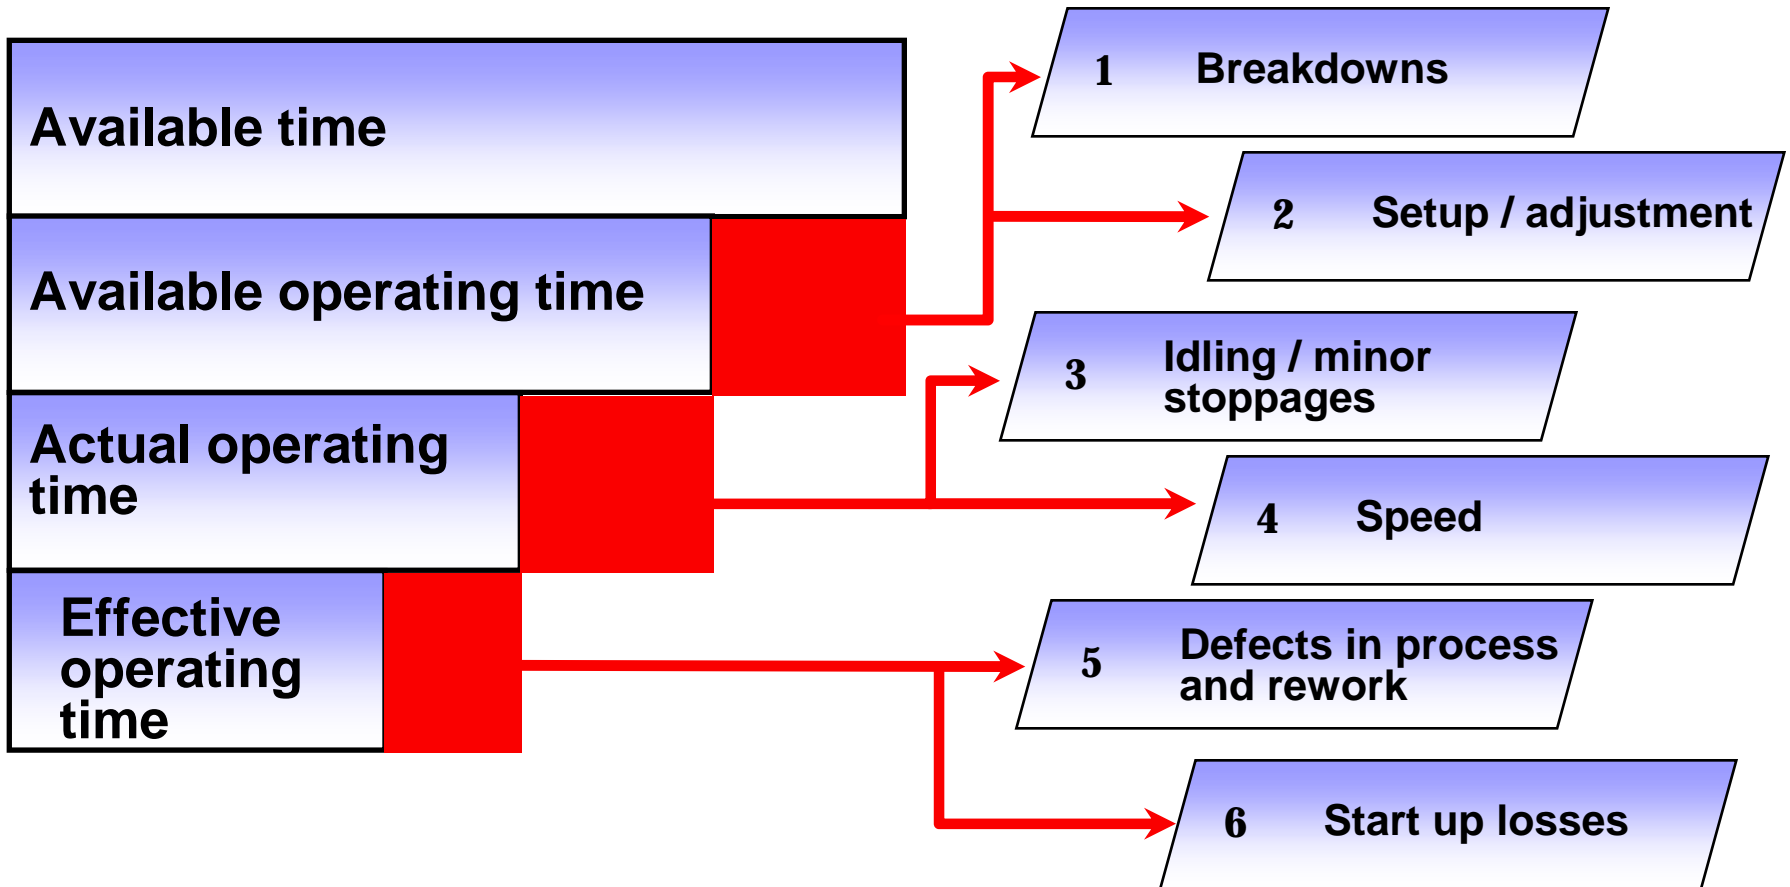 Available time
Available operating time
Actual operating
time
Effective
operating
time
1 Breakdowns
2 Setup / adjustment
3 Idling / minor
stoppages
4 Speed
5 Defects in process
and rework
6 Start up losses